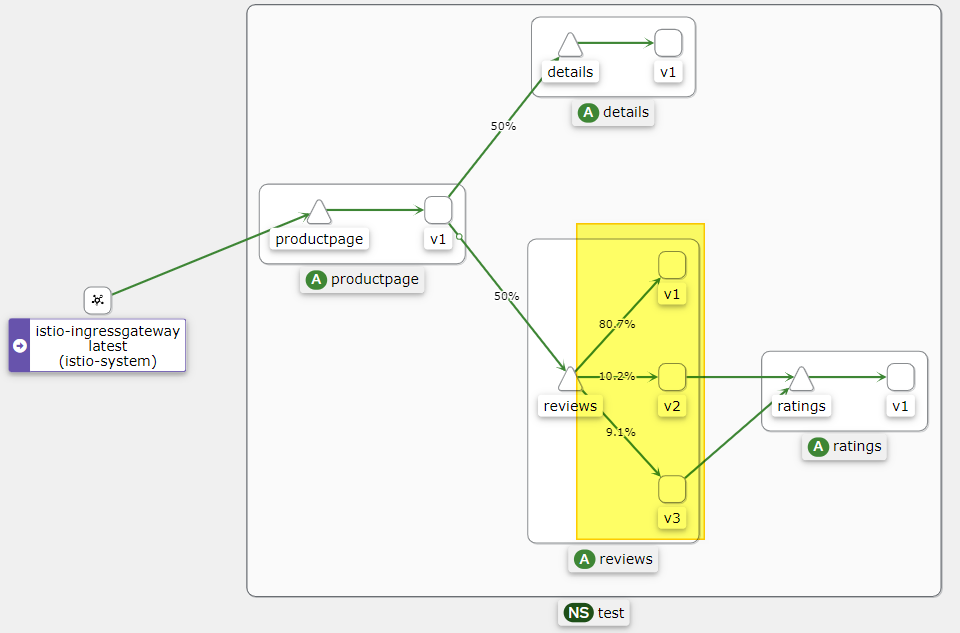 details
v1
A details
50%
productpage
v1
A productpage
istio-ingressgateway
latest
(istio-system)
50%
v1
80.7%
10.2%
reviews
v2
9.1%
v3
A reviews
ratings
v1
A ratings
NS test